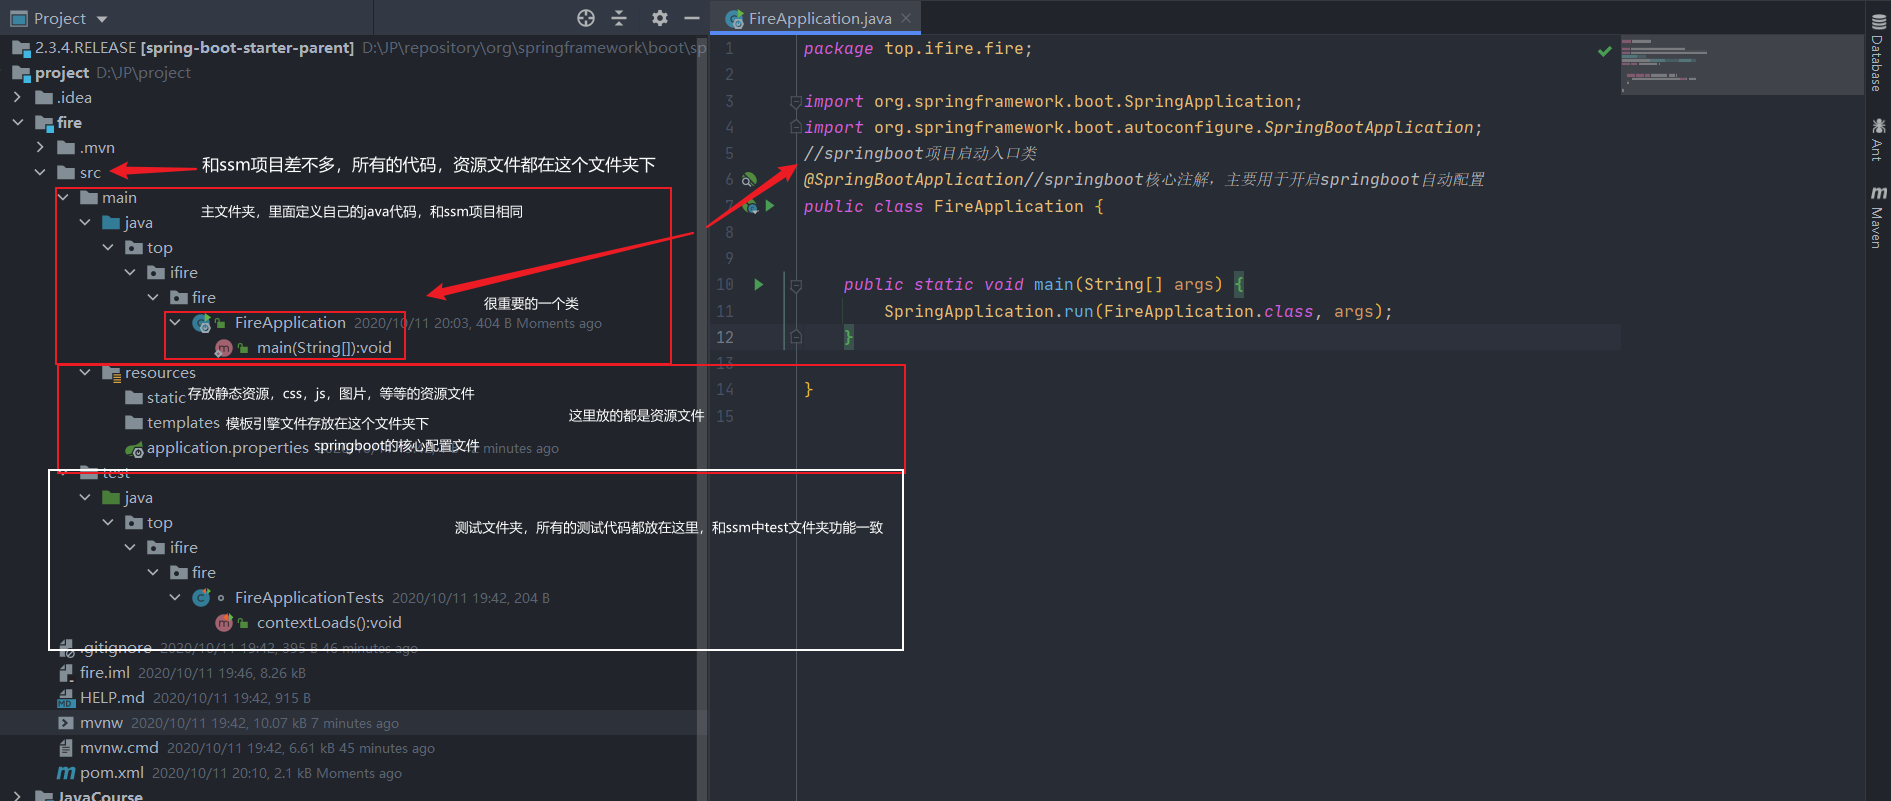 Project
FireApplication.java
2.3.4.RELEASE [spring-boot-starter-parent] D:\JP\repository\org\springframework\boot\sp
project D:\JP\project
.idea
fire
.mvn
src
和ssm项目差不多，所有的代码，资源文件都在这个文件夹下
main
主文件夹，里面定义自己的java代码，和ssm项目相同
java
top
ifire
fire
很重要的一个类
FireApplication 2020/10/11 20:03, 404 B Moments ago
main(String[]):void
resources
static 存放静态资源，css，js，图片，等等的资源文件
这里放的都是资源文件
templates 模板引擎文件存放在这个文件夹下
application.properties springboot的核心配置文件 minutes ago
test
java
top
测试文件夹，所有的测试代码都放在这里，和ssm中test文件夹功能一致
ifire
fire
FireApplicationTests 2020/10/11 19:42, 204 B
contextLoads():void
.gitignore 2020/10/11 19:42, 395 B 46 minutes ago
fire.iml 2020/10/11 19:46, 8.26 kB
HELP.md 2020/10/11 19:42, 915 B
mvnw 2020/10/11 19:42, 10.07 kB 7 minutes ago
mvnw.cmd 2020/10/11 19:42, 6.61 kB 45 minutes ago
pom.xml 2020/10/11 20:10, 2.1 kB Moments ago
JavaCourse
1 package top.ifire.fire;
2
3 import org.springframework.boot.SpringApplication;
4 import org.springframework.boot.autoconfigure.SpringBootApplication;
5 //springboot项目启动入口类
6 @SpringBootApplication//springboot核心注解，主要用于开启springboot自动配置
7 public class FireApplication {
8
9
10 public static void main(String[] args) {
11 SpringApplication.run(FireApplication.class, args);
12 }
13
14 }
15
Database
Ant
Maven